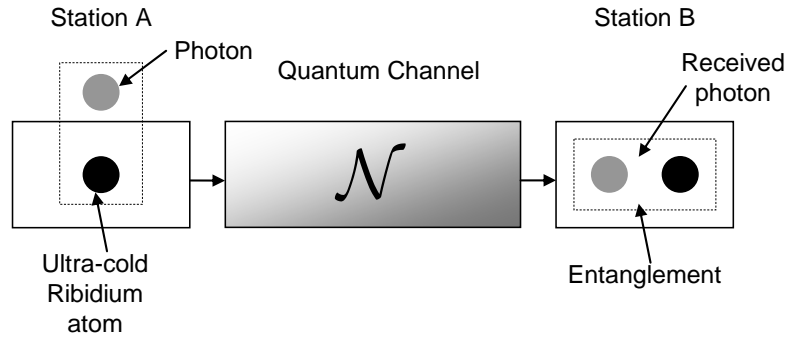 Station A
Station B
Photon
Quantum Channel
Received
photon
𝒩
Ultra-cold
Ribidium
atom
Entanglement